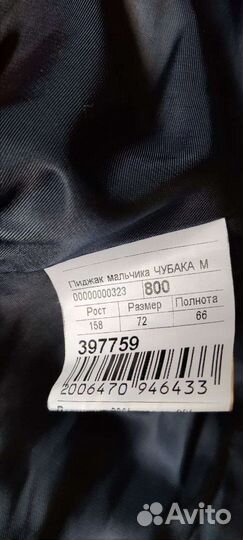 Пиджак мальчика ЧУБАКА М
00000000323 800
Рост Размер Полнота
158 72 66
397759
2006470 946433
Avito